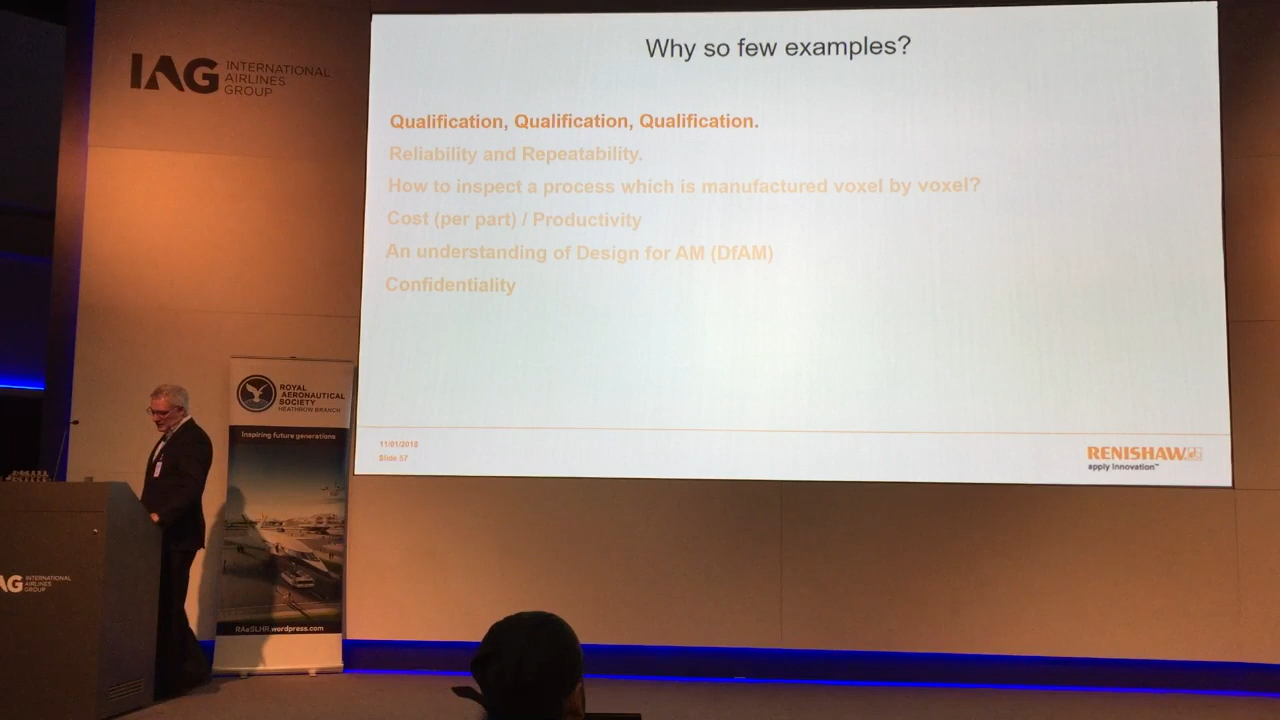 IAG INTERNATIONAL
AIRLINES
GROUP
Why so few examples?
Qualification, Qualification, Qualification.
Reliability and Repeatability.
How to inspect a process which is manufactured voxel by voxel?
Cost (per part) / Productivity
An understanding of Design for AM (DfAM)
Confidentiality
11/01/2018
Slide 57
RENISHAW
apply innovation™
ROYAL
AERONAUTICAL
SOCIETY
HEATHROW BRANCH
Inspiring future generations
RAeSLHR.wordpress.com
AG INTERNATIONAL
AIRLINES
GROUP